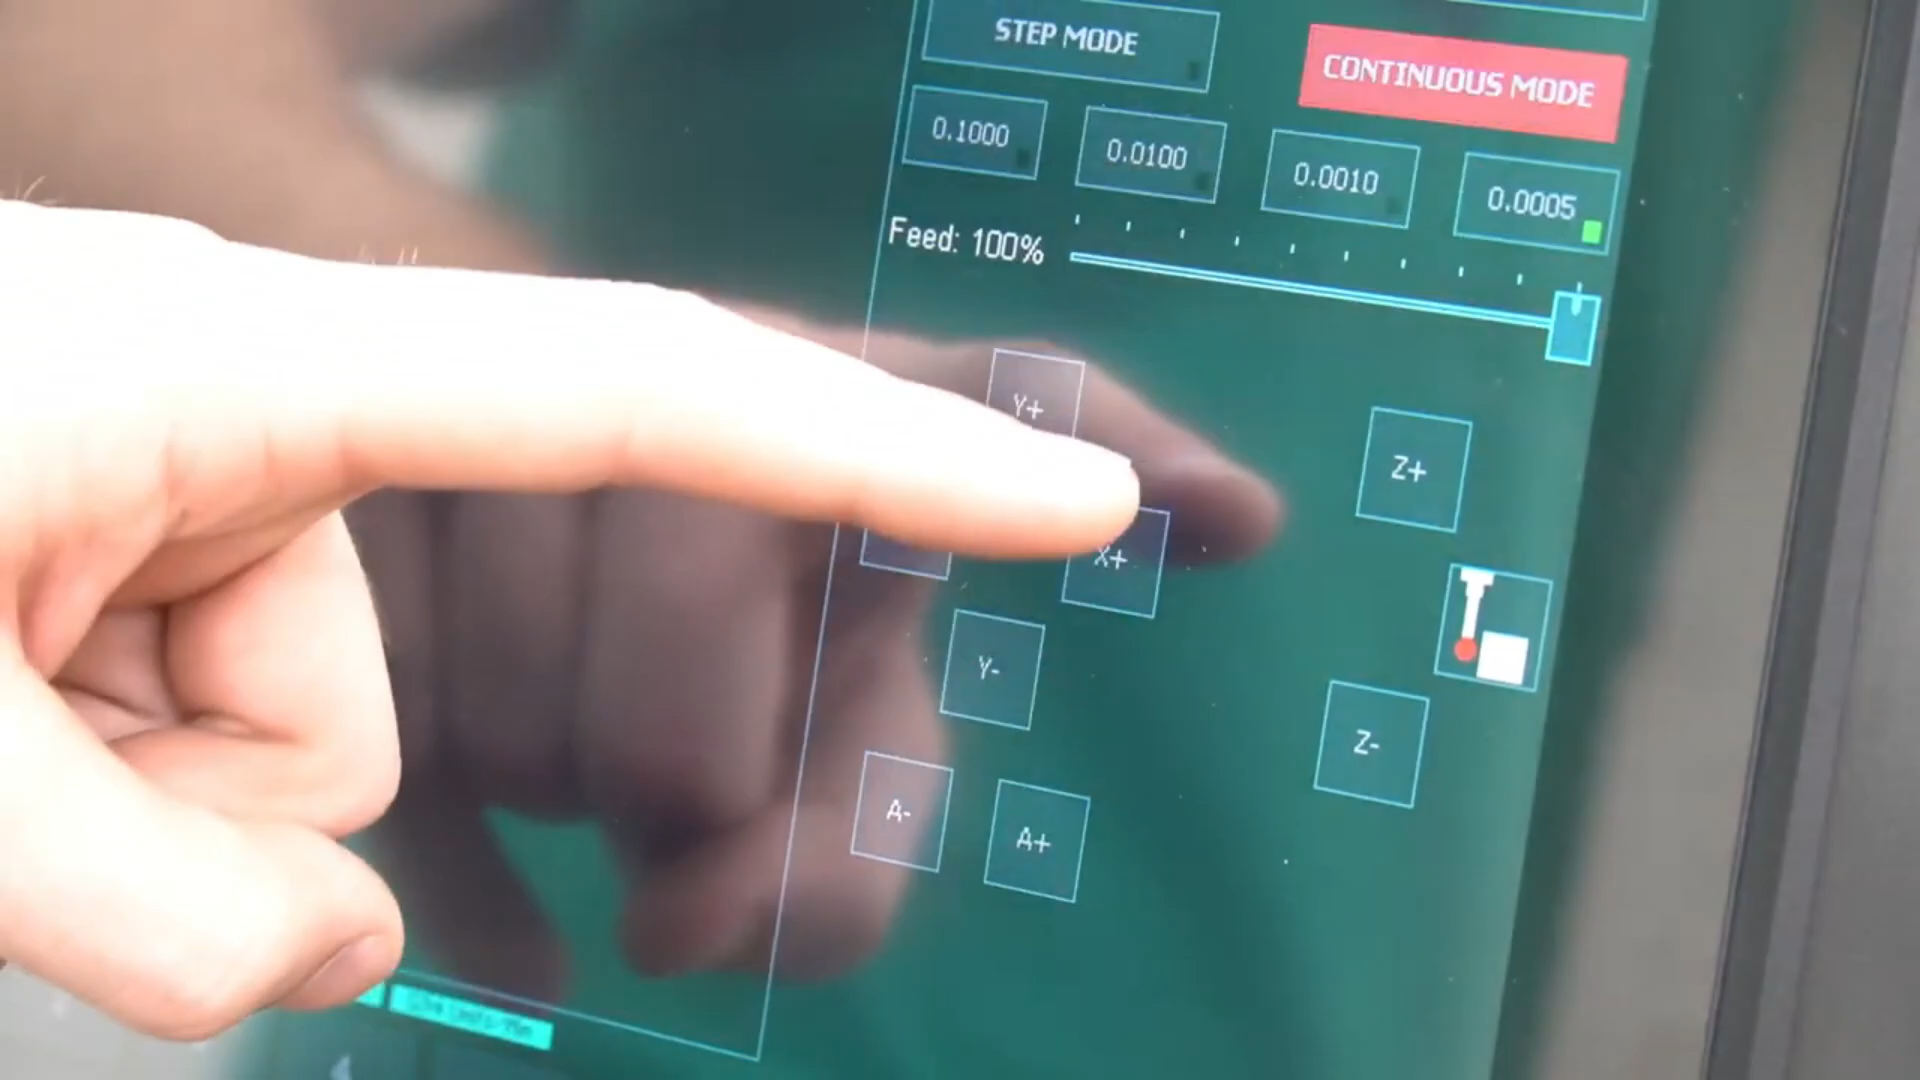 STEP MODE
CONTINUOUS MODE
0.1000
0.0100
0.0010
0.0005
Feed: 100%
Y+
Z+
X+
Y-
Z-
A-
A+